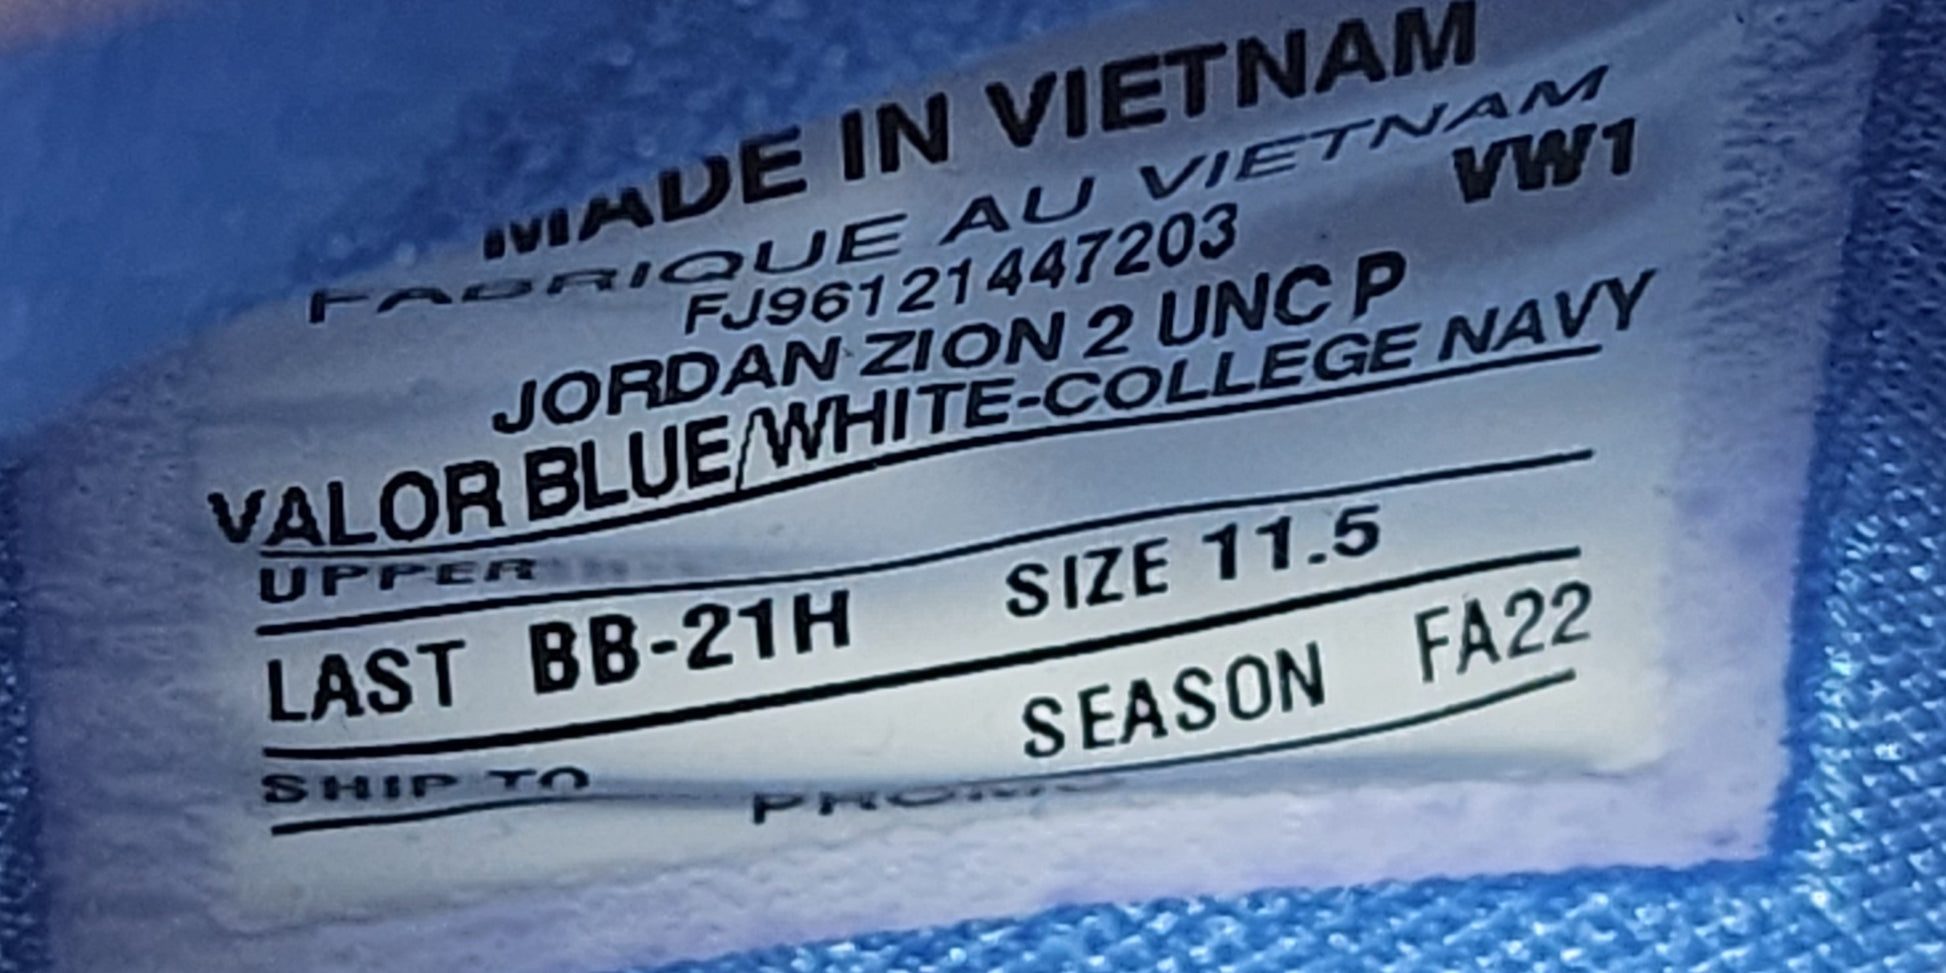 MADE IN VIETNAM
FABRIQUE AU VIETNAM
VW1
FJ96121447203
JORDAN ZION 2 UNC P
VALOR BLUE/WHITE-COLLEGE NAVY
UPPER
LAST BB-21H SIZE 11.5
SEASON FA22
SHIP TO